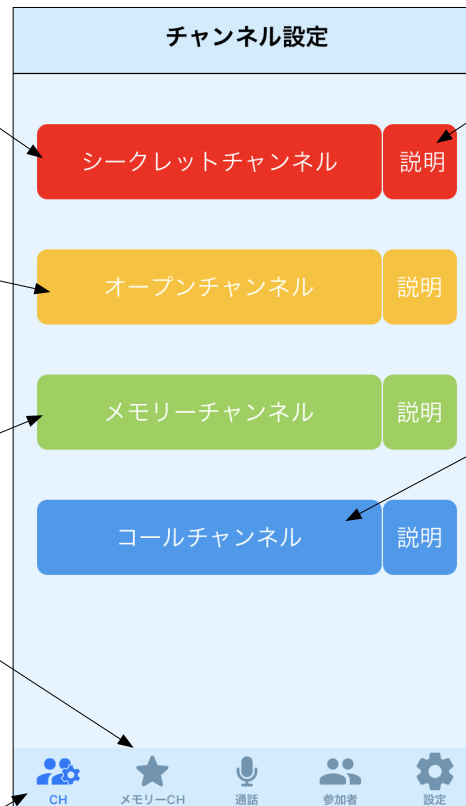 チャンネル設定
シークレットチャンネル 説明
オープンチャンネル 説明
メモリーチャンネル 説明
コールチャンネル 説明
CH メモリーCH 通話 参加者 設定